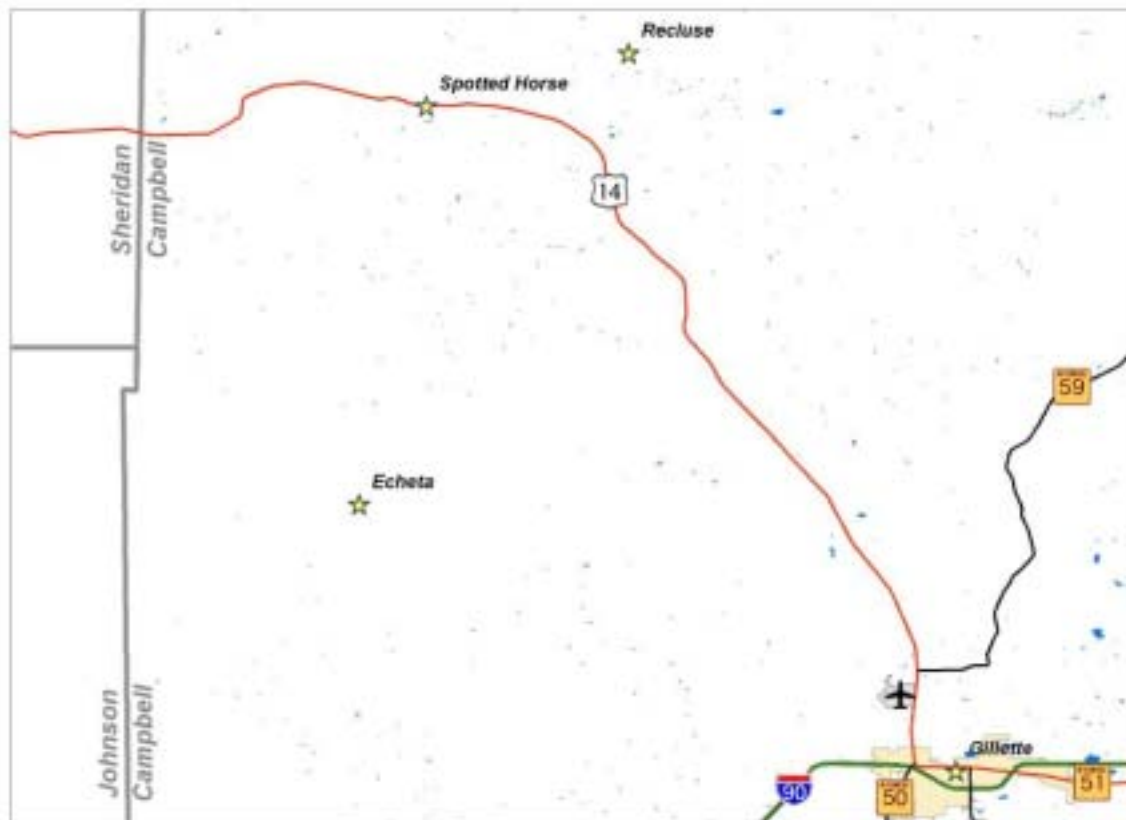 Recluse
Spotted Horse
Sheridan
Campbell
14
59
Echeta
Johnson
Campbell
Gillette
90
50
51